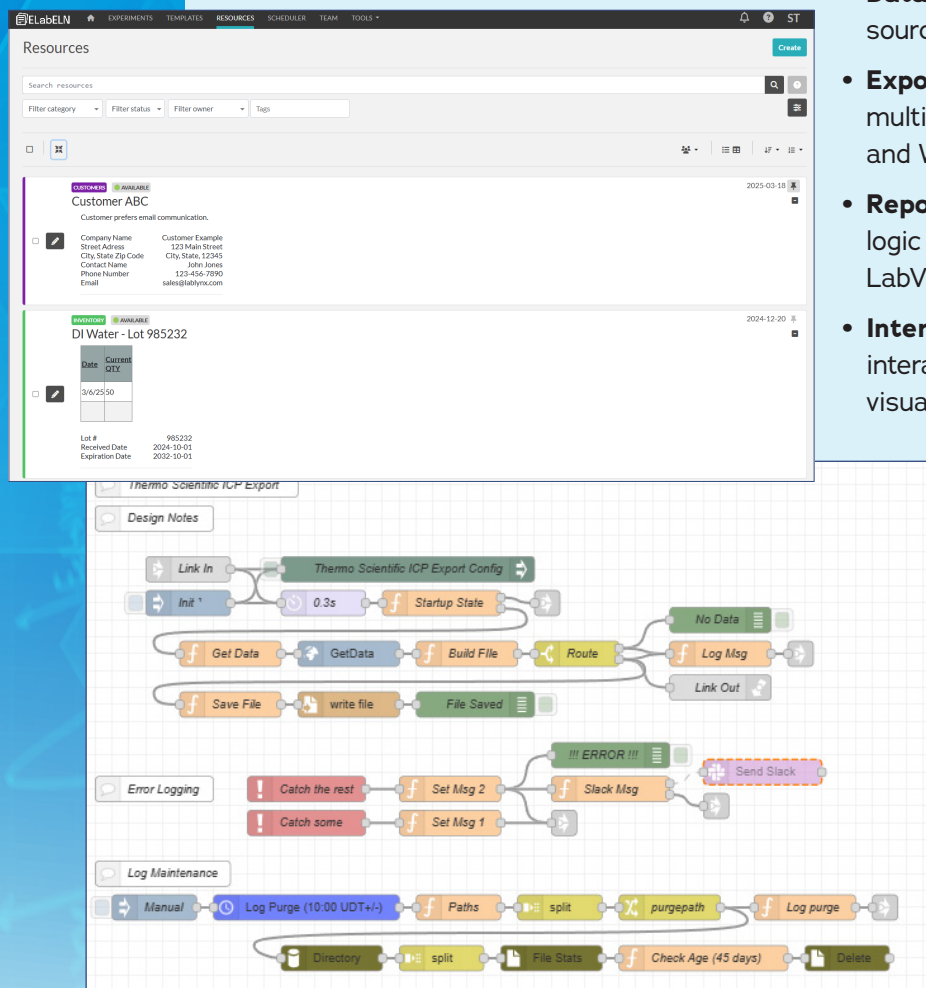 ELabELN EXPERIMENTS TEMPLATES RESOURCES SCHEDULER TEAM TOOLS ST
Resources
Create
Search resources
Filter category Filter status Filter owner Tags
CUSTOMERS AVAILABLE
2025-03-18
Customer ABC
Customer prefers email communication.
Company Name Customer Example
Street Adress 123 Main Street
City, State Zip Code City, State, 12345
Contact Name John Jones
Phone Number 123-456-7890
Email sales@lablynx.com
INVENTORY AVAILABLE
2024-12-20
DI Water - Lot 985232
Date Current QTY
3/6/25 50
Lot # 985232
Received Date 2024-10-01
Expiration Date 2032-10-01
and
logic
Thermo Scientific ICP Export
Design Notes
Link In Thermo Scientific ICP Export Config
Init 0.3s Startup State
No Data
Get Data GetData Build FIle Route Log Msg
Link Out
Save File write file File Saved
!!! ERROR !!!
Send Slack
Error Logging Catch the rest Set Msg 2 Slack Msg
Catch some Set Msg 1
Log Maintenance
Manual Log Purge (10:00 UDT+/-) Paths split purgepath Log purge
Directory split File Stats Check Age (45 days) Delete